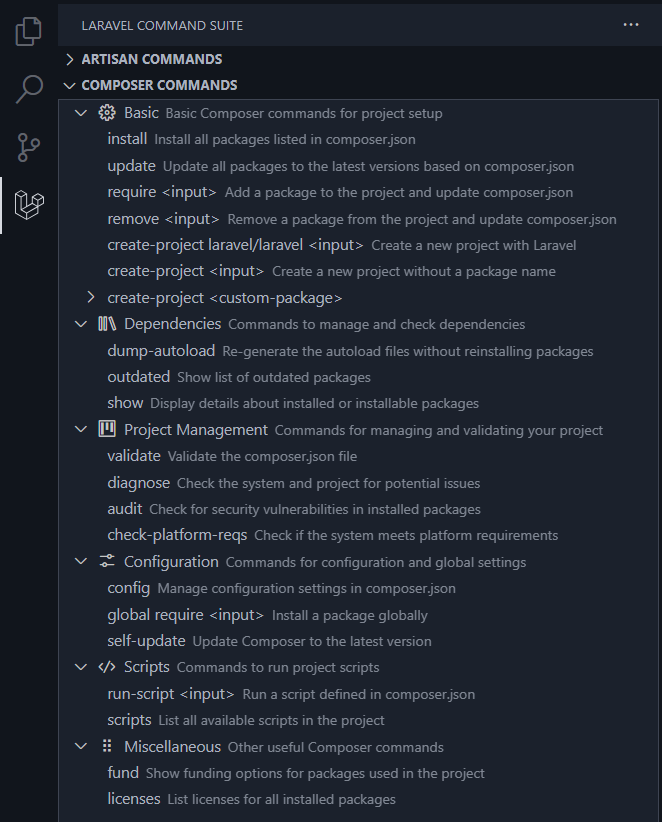 LARAVEL COMMAND SUITE
ARTISAN COMMANDS
COMPOSER COMMANDS
Basic Basic Composer commands for project setup
install Install all packages listed in composer.json
update Update all packages to the latest versions based on composer.json
require <input> Add a package to the project and update composer.json
remove <input> Remove a package from the project and update composer.json
create-project laravel/laravel <input> Create a new project with Laravel
create-project <input> Create a new project without a package name
create-project <custom-package>
Dependencies Commands to manage and check dependencies
dump-autoload Re-generate the autoload files without reinstalling packages
outdated Show list of outdated packages
show Display details about installed or installable packages
Project Management Commands for managing and validating your project
validate Validate the composer.json file
diagnose Check the system and project for potential issues
audit Check for security vulnerabilities in installed packages
check-platform-reqs Check if the system meets platform requirements
Configuration Commands for configuration and global settings
config Manage configuration settings in composer.json
global require <input> Install a package globally
self-update Update Composer to the latest version
Scripts Commands to run project scripts
run-script <input> Run a script defined in composer.json
scripts List all available scripts in the project
Miscellaneous Other useful Composer commands
fund Show funding options for packages used in the project
licenses List licenses for all installed packages